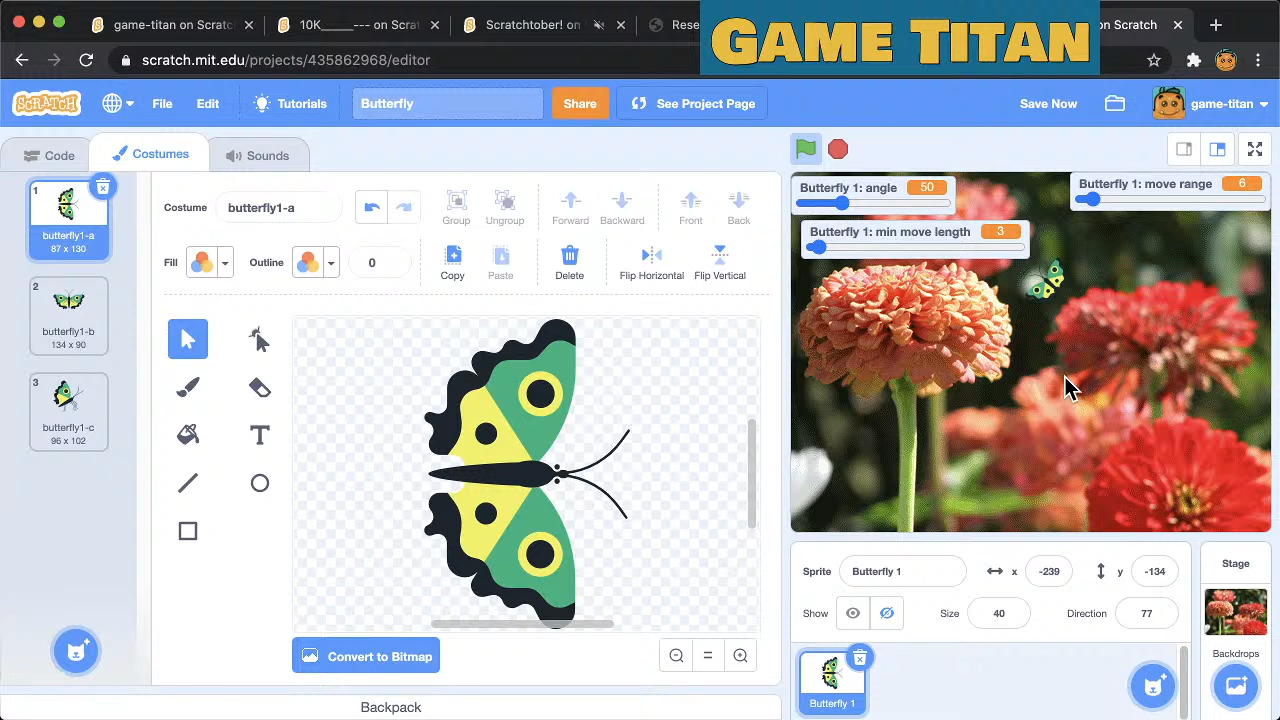 game-titan on Scratch
10K_____ --- on Scratch
Scratchtober! on
Rese
on Scratch
GAME TITAN
scratch.mit.edu/projects/435862968/editor
SCRATCH
File
Edit
Tutorials
Butterfly
Share
See Project Page
Save Now
game-titan
Code
Costumes
Sounds
1
butterfly1-a
87 x 130
2
butterfly1-b
134 x 90
3
butterfly1-c
96 x 102
Costume
butterfly1-a
Group
Ungroup
Forward
Backward
Front
Back
Fill
Outline
0
Copy
Paste
Delete
Flip Horizontal
Flip Vertical
Convert to Bitmap
Backpack
Butterfly 1: angle 50
Butterfly 1: move range 6
Butterfly 1: min move length 3
Sprite
Butterfly 1
x
-239
y
-134
Show
Size
40
Direction
77
Butterfly 1
Stage
Backdrops